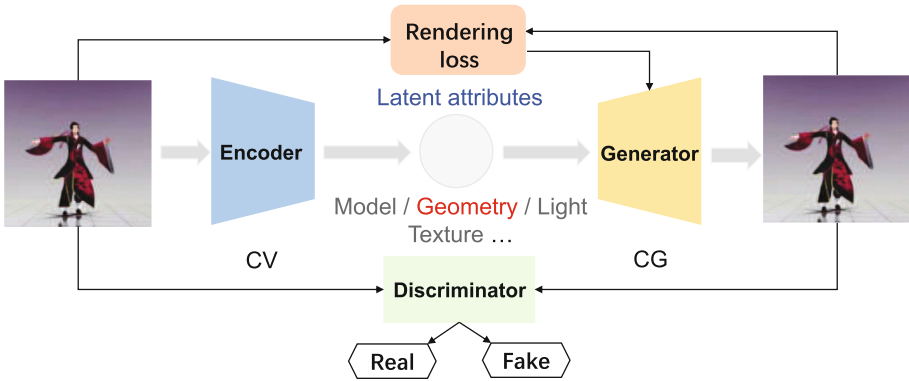 Rendering
loss
Latent attributes
Encoder
Generator
Model / Geometry / Light
Texture ...
CV
CG
Discriminator
Real
Fake